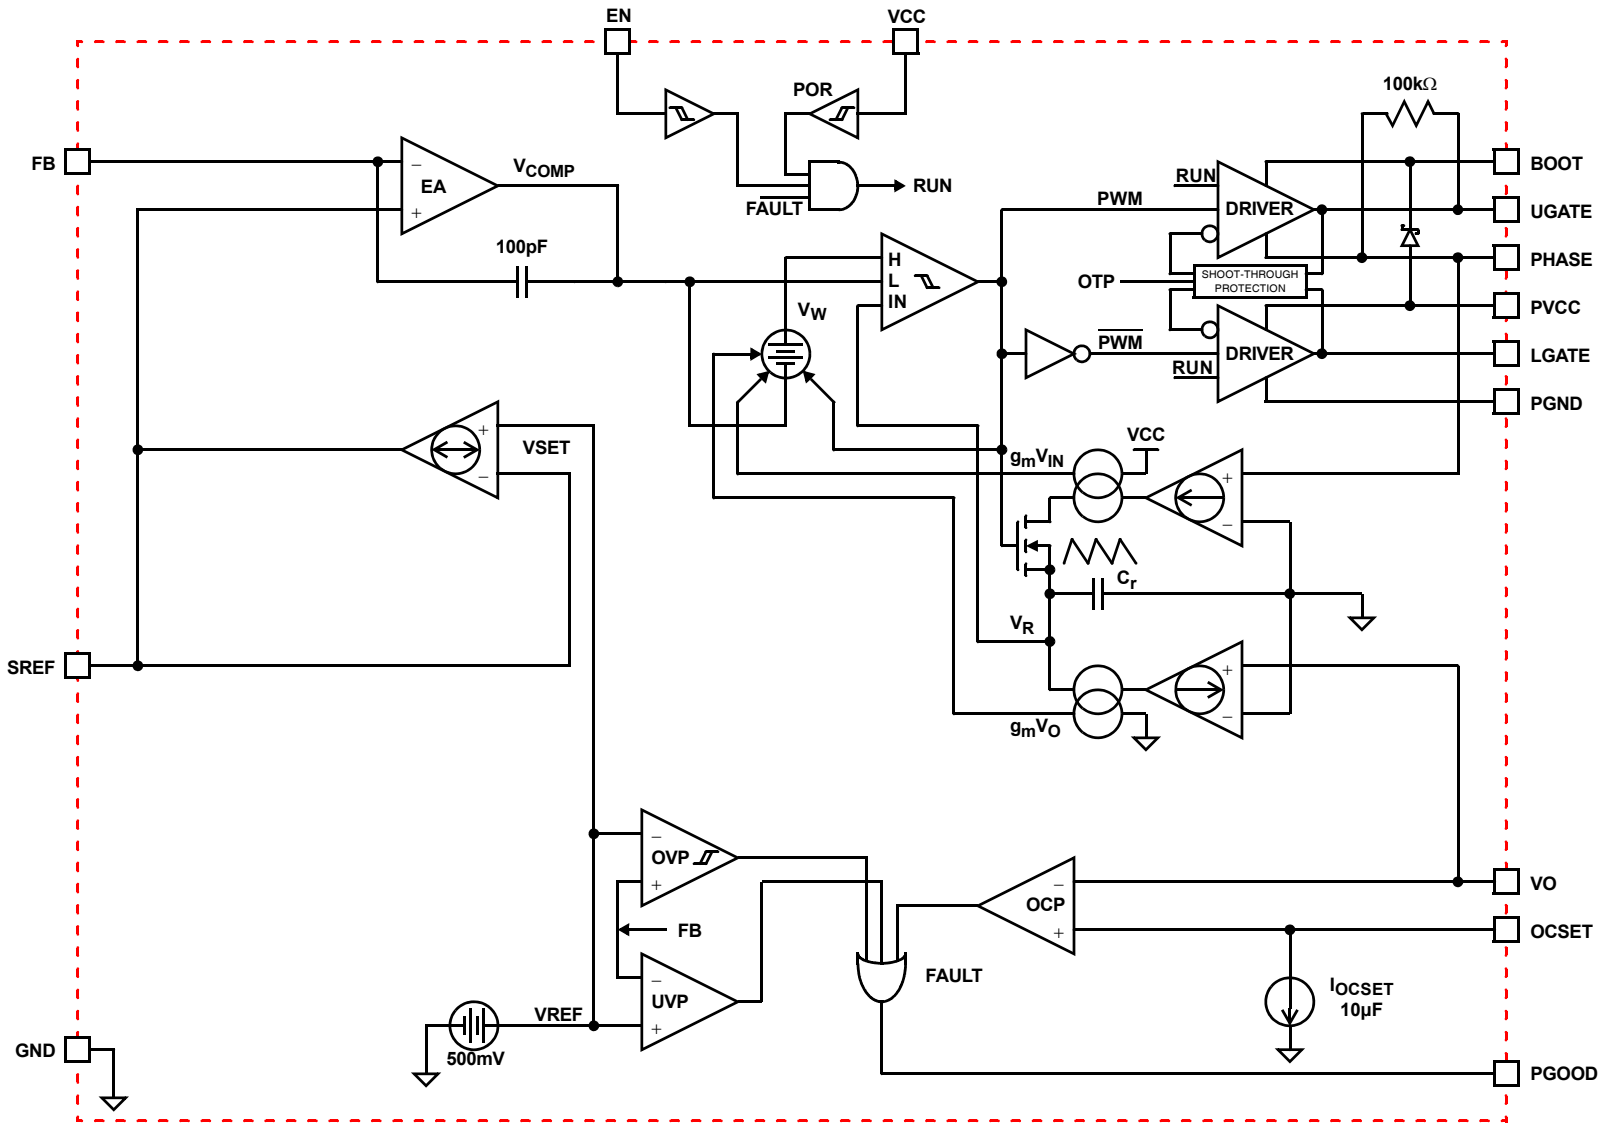 EN
VCC
POR
100kΩ
FB
−
EA
+
VCOMP
RUN
FAULT
RUN
PWM
DRIVER
BOOT
UGATE
100pF
H
L
IN
OTP
SHOOT-THROUGH
PROTECTION
PHASE
PVCC
VW
PWM
DRIVER
RUN
LGATE
PGND
+
VSET
−
gmVIN
VCC
+
−
Cr
VR
SREF
+
−
gmVO
−
OVP
+
FB
−
UVP
+
VREF
500mV
GND
FAULT
−
OCP
+
VO
OCSET
IOCSET
10µF
PGOOD